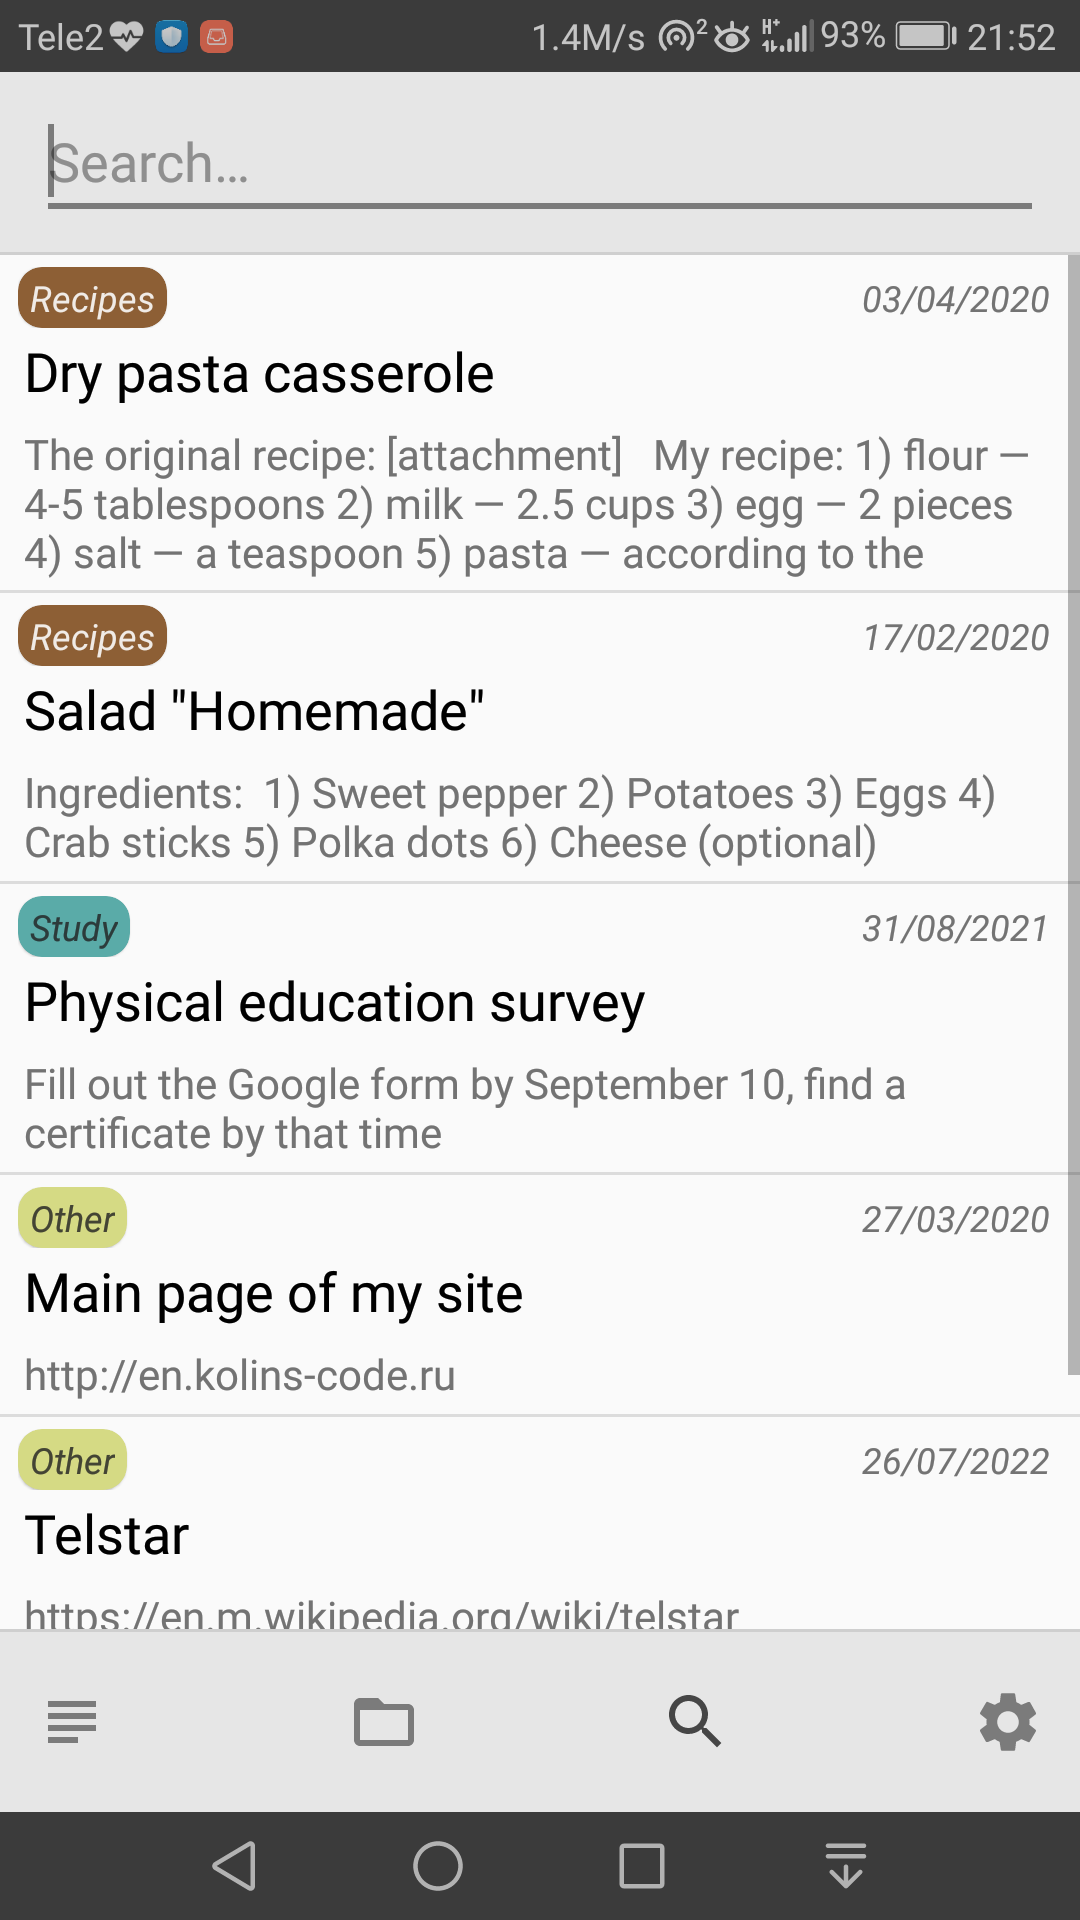 Tele2 1.4M/s 2 H+ 93% 21:52
Search...
Recipes 03/04/2020
Dry pasta casserole
The original recipe: [attachment]   My recipe: 1) flour —
4-5 tablespoons 2) milk — 2.5 cups 3) egg — 2 pieces
4) salt — a teaspoon 5) pasta — according to the
Recipes 17/02/2020
Salad "Homemade"
Ingredients:  1) Sweet pepper 2) Potatoes 3) Eggs 4)
Crab sticks 5) Polka dots 6) Cheese (optional)
Study 31/08/2021
Physical education survey
Fill out the Google form by September 10, find a
certificate by that time
Other 27/03/2020
Main page of my site
http://en.kolins-code.ru
Other 26/07/2022
Telstar
https://en.m.wikipedia.org/wiki/telstar